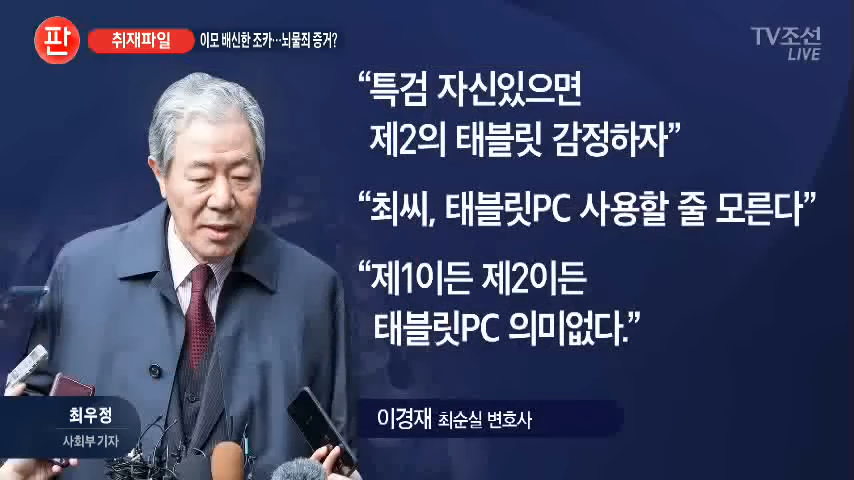 판
취재파일
이모 배신한 조카…뇌물죄 증거?
TV조선
LIVE
“특검 자신있으면
제2의 태블릿 감정하자”
“최씨, 태블릿PC 사용할 줄 모른다”
“제1이든 제2이든
태블릿PC 의미없다.”
이경재 최순실 변호사
최우정
사회부 기자